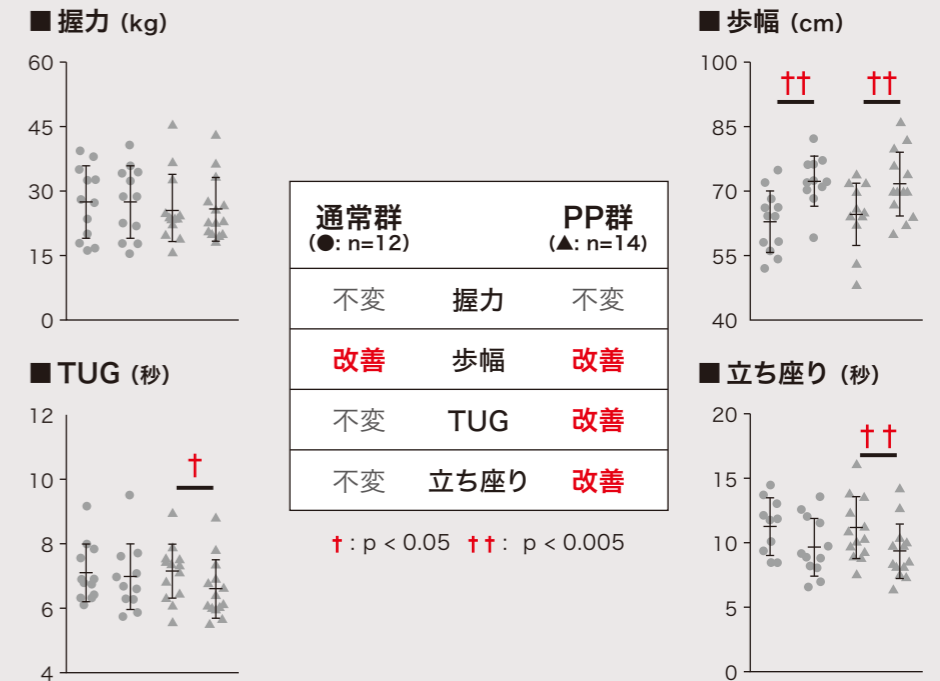 ■ 握力 (kg)
60
45
30
15
0
■ 歩幅 (cm)
100
85
70
55
40
††
††
通常群
(●: n=12)
PP群
(▲: n=14)
不変 握力 不変
改善 歩幅 改善
不変 TUG 改善
不変 立ち座り 改善
† : p < 0.05 †† : p < 0.005
■ TUG (秒)
12
10
8
6
4
†
■ 立ち座り (秒)
20
15
10
5
0
††